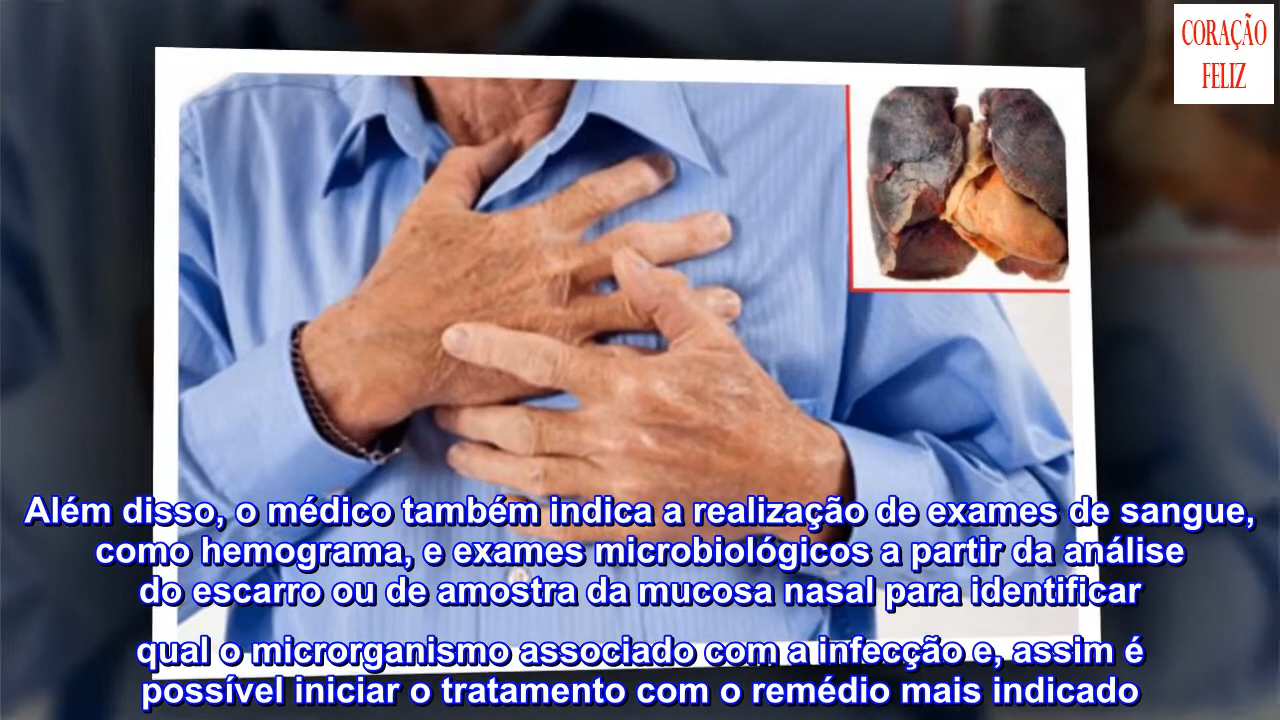 CORAÇÃO
FELIZ
Além disso, o médico também indica a realização de exames de sangue,
como hemograma, e exames microbiológicos a partir da análise
do escarro ou de amostra da mucosa nasal para identificar
qual o microrganismo associado com a infecção e, assim é
possível iniciar o tratamento com o remédio mais indicado